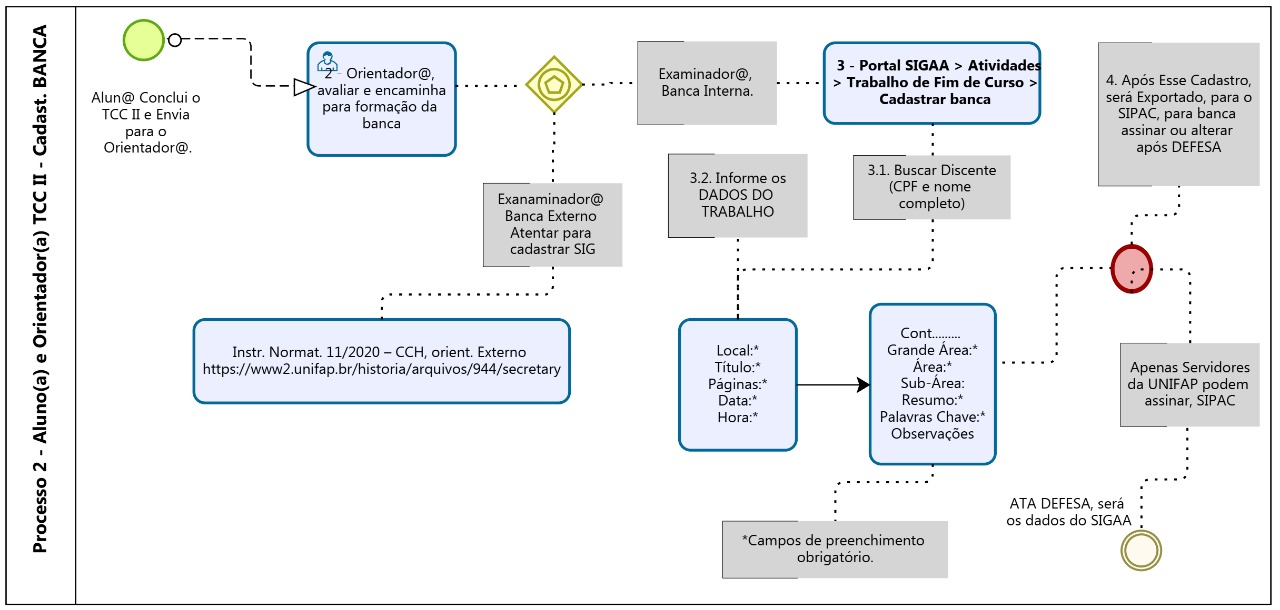 Processo 2 - Aluno(a) e Orientador(a) TCC II - Cadast. BANCA
Alun@ Conclui o
TCC II e Envia
para o
Orientador@.
2 - Orientador@,
avaliar e encaminha
para formação da
banca
Examinador@,
Banca Interna.
3 - Portal SIGAA > Atividades
> Trabalho de Fim de Curso >
Cadastrar banca
4. Após Esse Cadastro,
será Exportado, para o
SIPAC, para banca
assinar ou alterar
após DEFESA
Exanaminador@
Banca Externo
Atentar para
cadastrar SIG
3.2. Informe os
DADOS DO
TRABALHO
3.1. Buscar Discente
(CPF e nome
completo)
Instr. Normat. 11/2020 – CCH, orient. Externo
https://www2.unifap.br/historia/arquivos/944/secretary
Local:*
Título:*
Páginas:*
Data:*
Hora:*
Cont.........
Grande Área:*
Área:*
Sub-Área:
Resumo:*
Palavras Chave:*
Observações
Apenas Servidores
da UNIFAP podem
assinar, SIPAC
*Campos de preenchimento
obrigatório.
ATA DEFESA, será
os dados do SIGAA